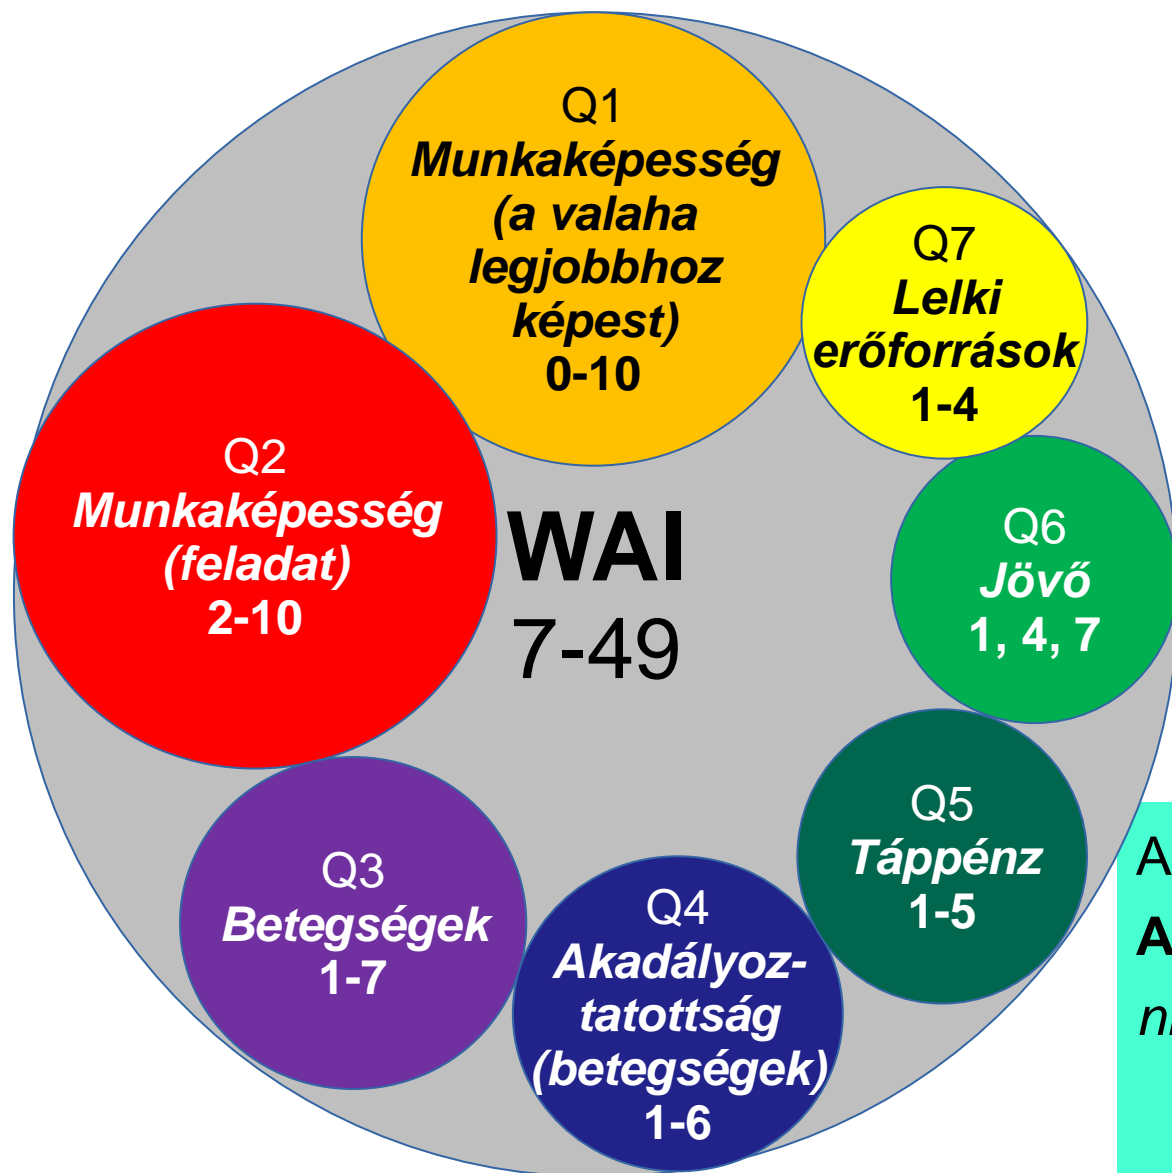 Q1
Munkaképesség
(a valaha
legjobbhoz
képest)
0-10
Q7
Lelki
erőforrások
1-4
Q2
Munkaképesség
(feladat)
2-10
WAI
7-49
Q6
Jövő
1, 4, 7
Q5
Táppénz
1-5
Q3
Betegségek
1-7
Q4
Akadályoz-
tatottság
(betegségek)
1-6
A
A